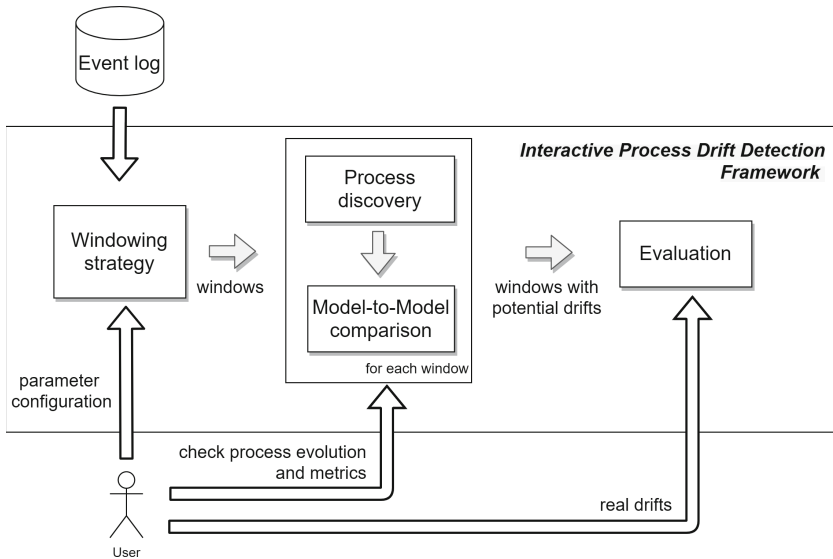 Event log
Interactive Process Drift Detection
Framework
Process
discovery
Windowing
strategy
windows
Model-to-Model
comparison
for each window
windows with
potential drifts
Evaluation
parameter
configuration
check process evolution
and metrics
real drifts
User